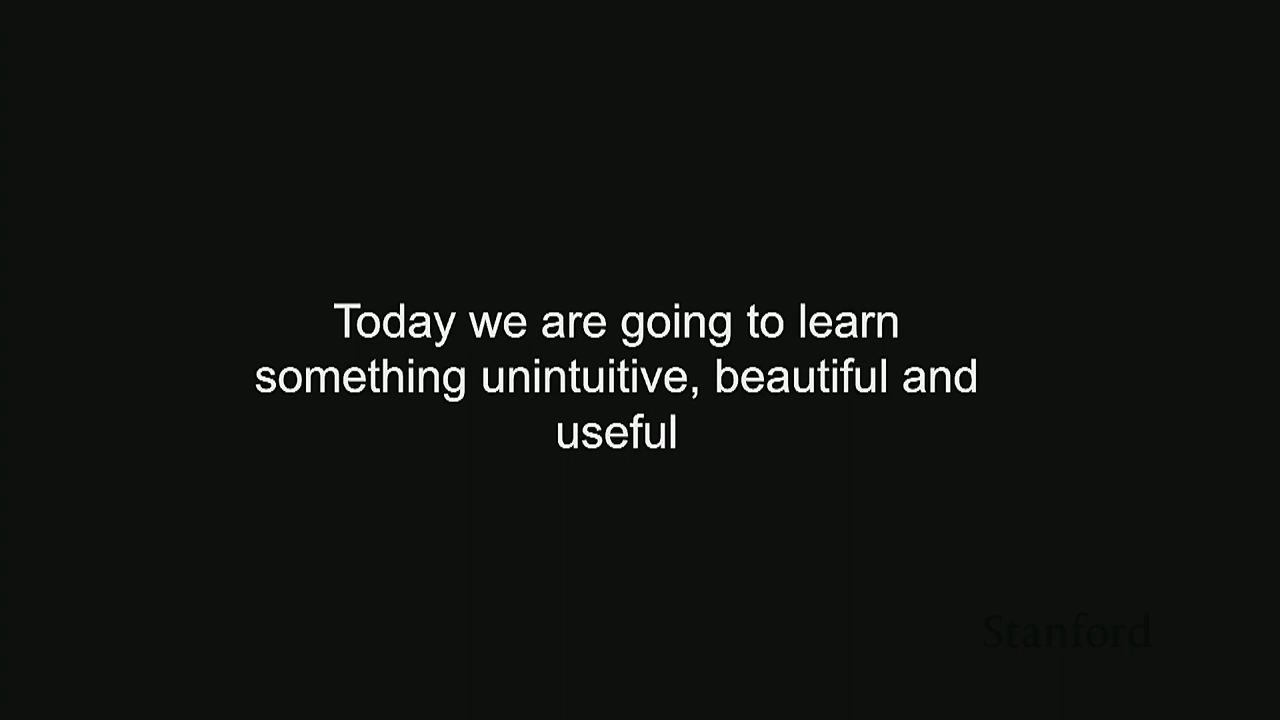 Today we are going to learn
something unintuitive, beautiful and
useful
Stanford